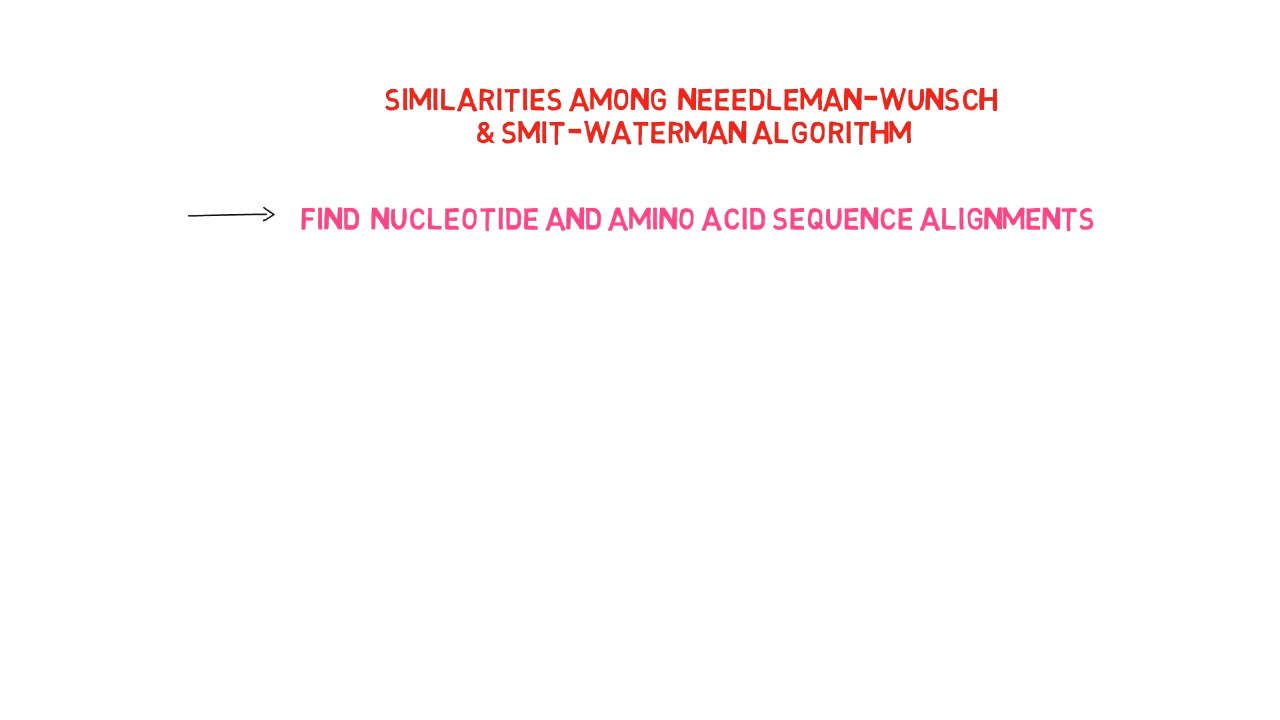 SIMILARITIES AMONG NEEEDLEMAN-WUNSCH
& SMIT-WATERMAN ALGORITHM
FIND NUCLEOTIDE AND AMINO ACID SEQUENCE ALIGNMENTS